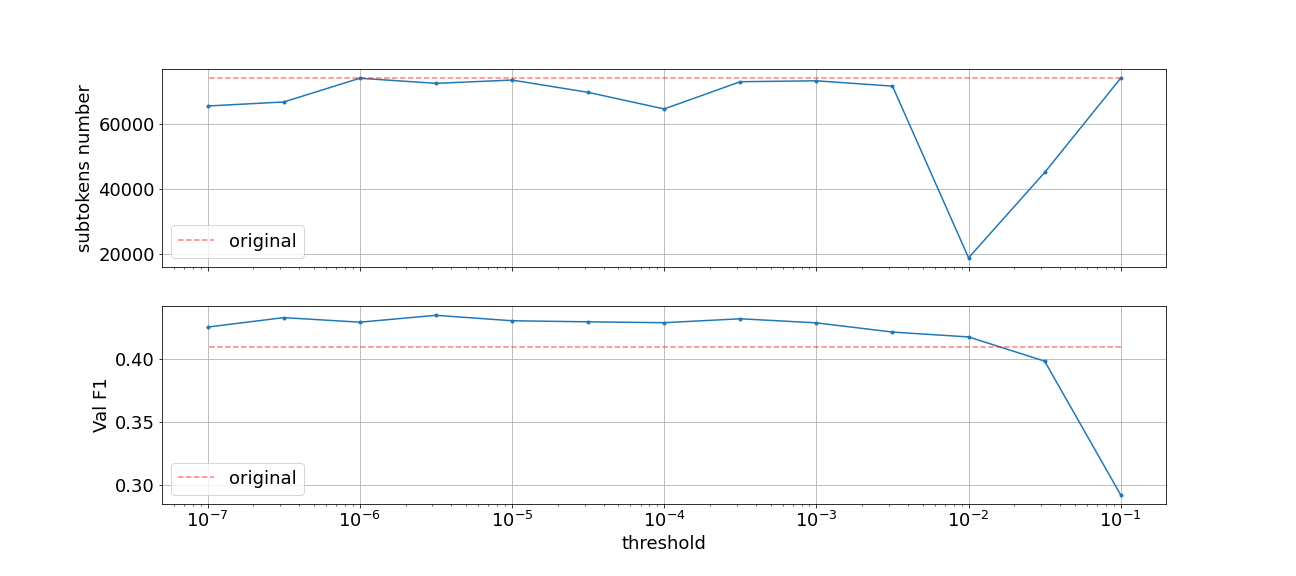 subtokens number
60000
40000
20000
original
Val F1
0.40
0.35
0.30
original
10⁻⁷ 10⁻⁶ 10⁻⁵ 10⁻⁴ 10⁻³ 10⁻² 10⁻¹
threshold